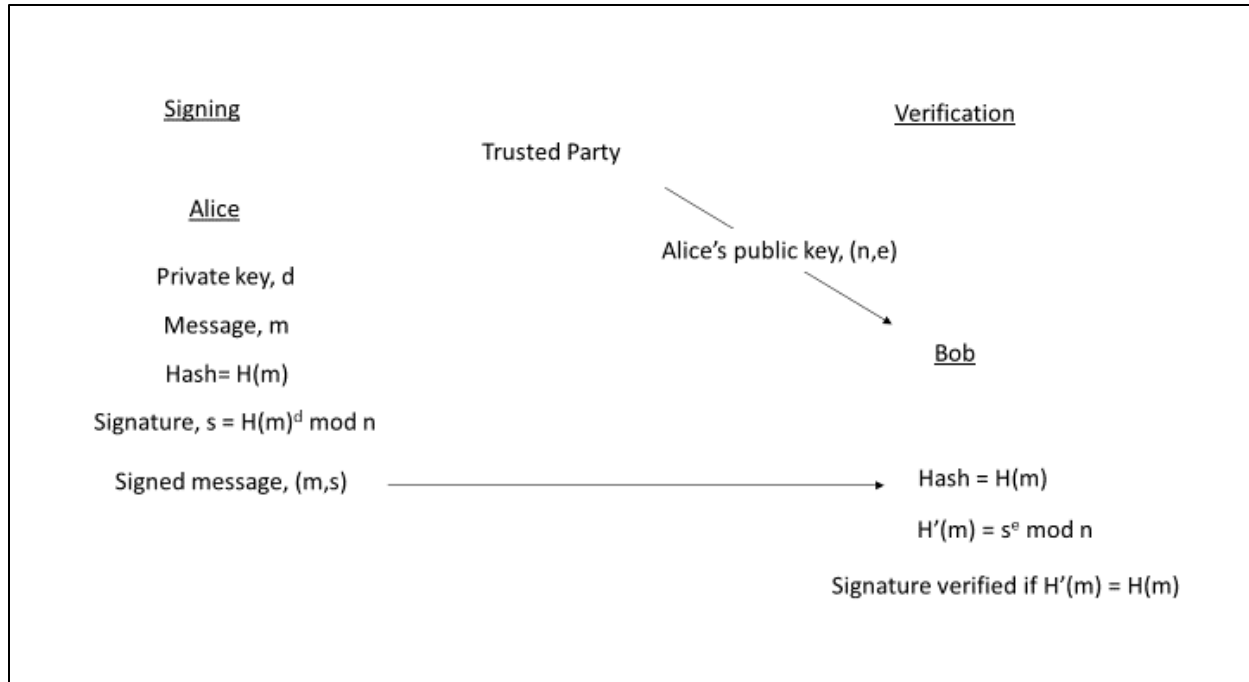 Signing
Verification
Trusted Party
Alice
Alice’s public key, (n,e)
Private key, d
Message, m
Bob
Hash= H(m)
Signature, s = H(m)ᵈ mod n
Signed message, (m,s)
Hash = H(m)
H’(m) = sᵉ mod n
Signature verified if H’(m) = H(m)